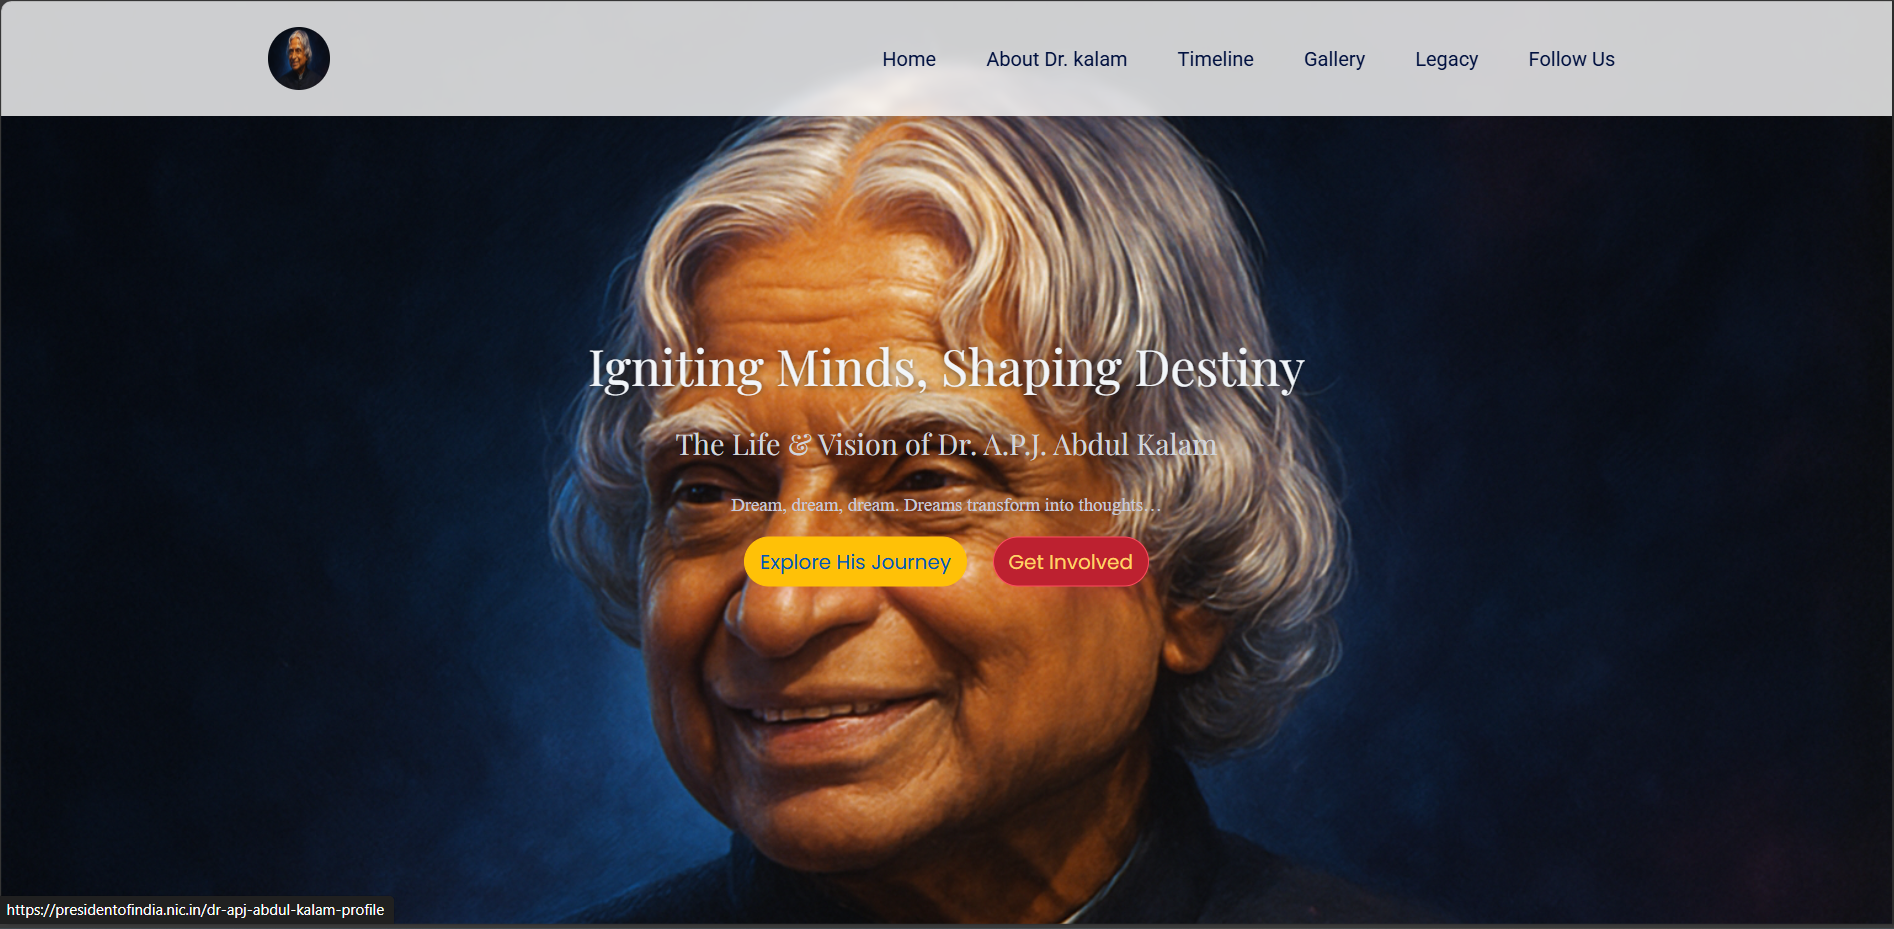 Home About Dr. kalam Timeline Gallery Legacy Follow Us
Igniting Minds, Shaping Destiny
The Life & Vision of Dr. A.P.J. Abdul Kalam
Dream, dream, dream. Dreams transform into thoughts...
Explore His Journey Get Involved
https://presidentofindia.nic.in/dr-apj-abdul-kalam-profile